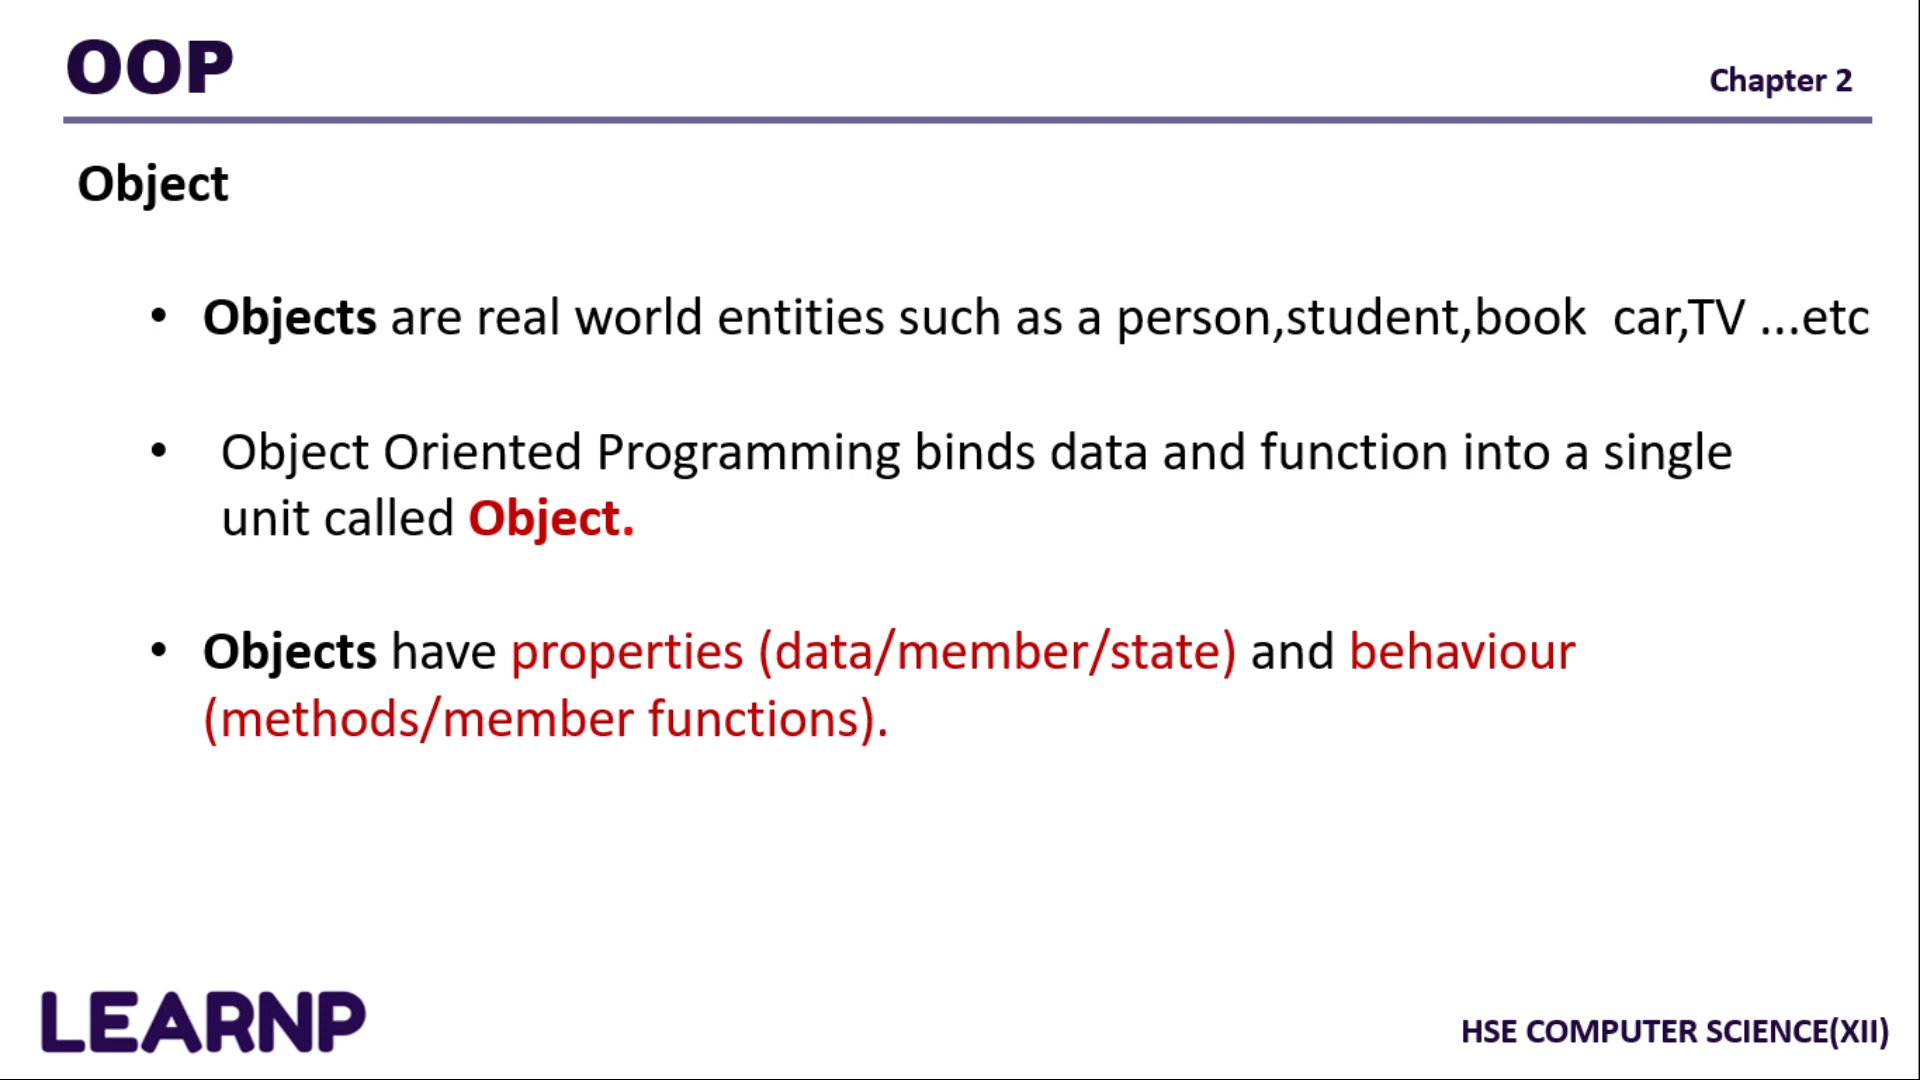 OOP
Chapter 2
Object
• Objects are real world entities such as a person,student,book  car,TV ...etc
• Object Oriented Programming binds data and function into a single
unit called Object.
• Objects have properties (data/member/state) and behaviour
(methods/member functions).
LEARNP
HSE COMPUTER SCIENCE(XII)